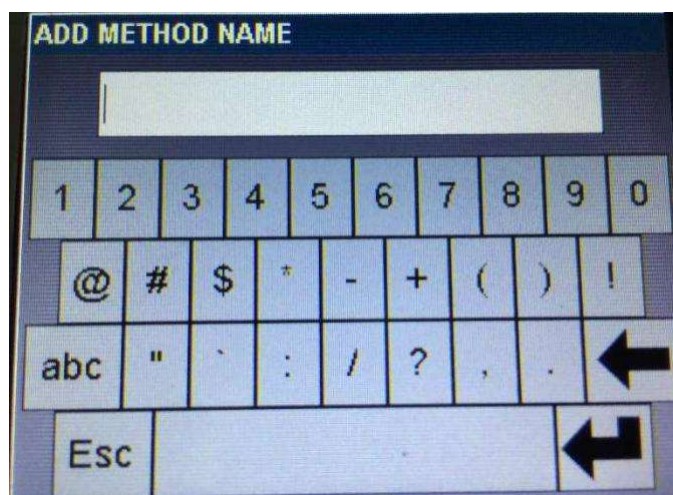 ADD METHOD NAME
1 2 3 4 5 6 7 8 9 0
@ # $ * - + ( ) !
abc " ` : / ? , .
Esc